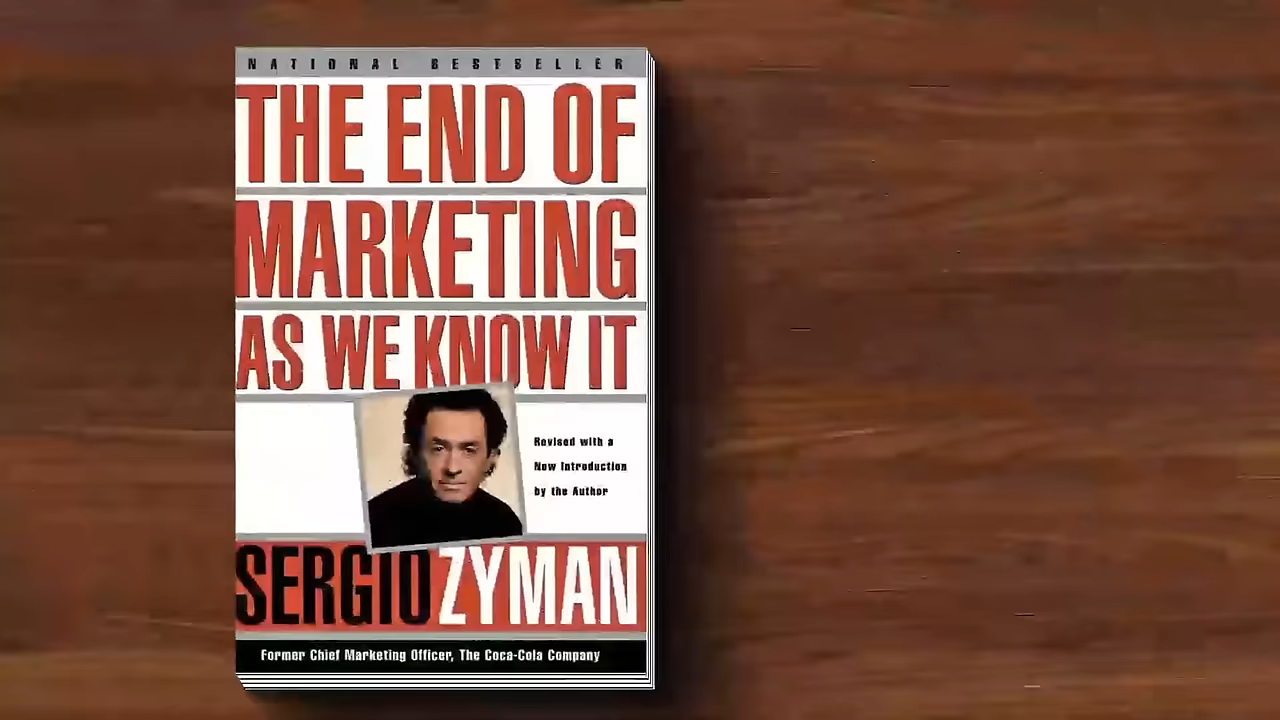 NATIONAL BESTSELLER
THE END OF
MARKETING
AS WE KNOW IT
Revised with a
New Introduction
by the Author
SERGIO ZYMAN
Former Chief Marketing Officer, The Coca-Cola Company